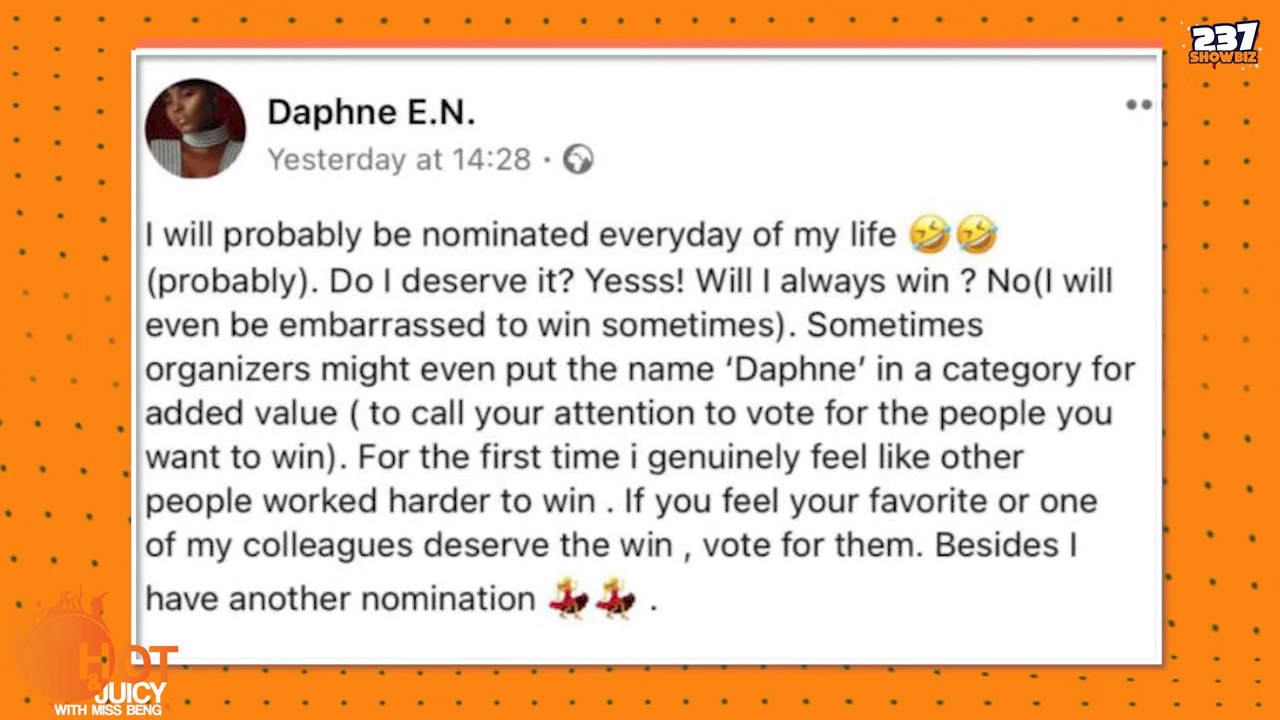 237
SHOWBIZ
Daphne E.N.
Yesterday at 14:28 ·
I will probably be nominated everyday of my life 🤣🤣
(probably). Do I deserve it? Yesss! Will I always win ? No(I will
even be embarrassed to win sometimes). Sometimes
organizers might even put the name ‘Daphne’ in a category for
added value ( to call your attention to vote for the people you
want to win). For the first time i genuinely feel like other
people worked harder to win . If you feel your favorite or one
of my colleagues deserve the win , vote for them. Besides I
have another nomination 💃💃 .
HOT
& JUICY
WITH MISS BENG